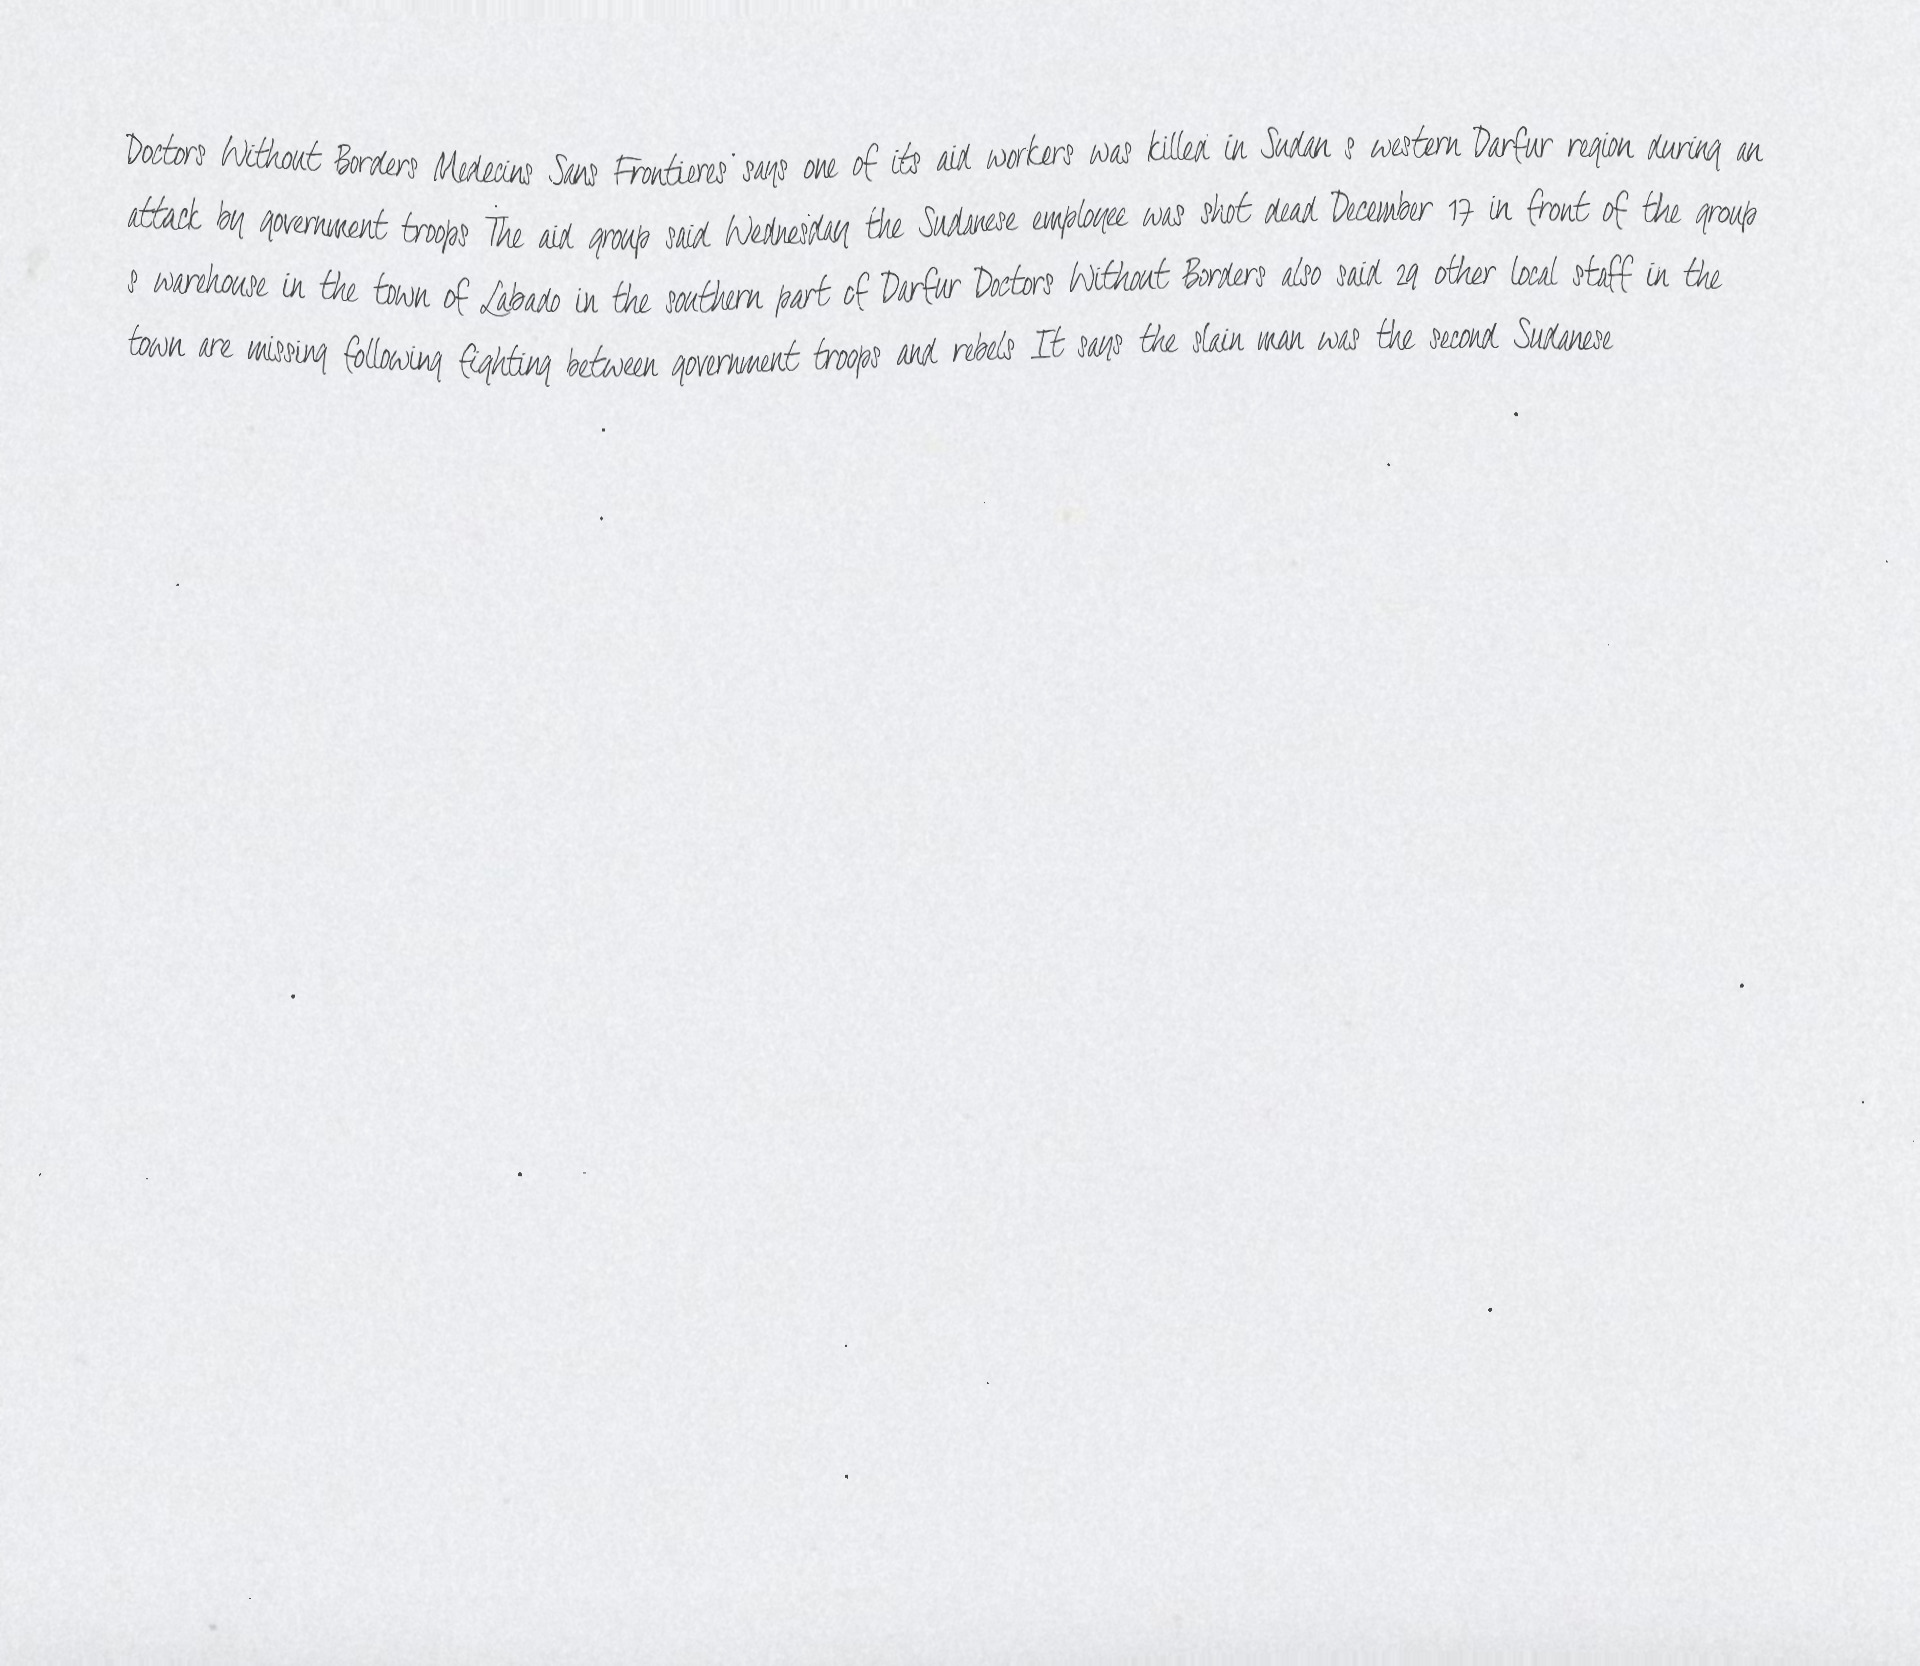 Doctors Without Borders Medecins Sans Frontieres says one of its aid workers was killed in Sudan s western Darfur region during an
attack by government troops The aid group said Wednesday the Sudanese employee was shot dead December 17 in front of the group
s warehouse in the town of Labado in the southern part of Darfur Doctors Without Borders also said 29 other local staff in the
town are missing following fighting between government troops and rebels It says the slain man was the second Sudanese